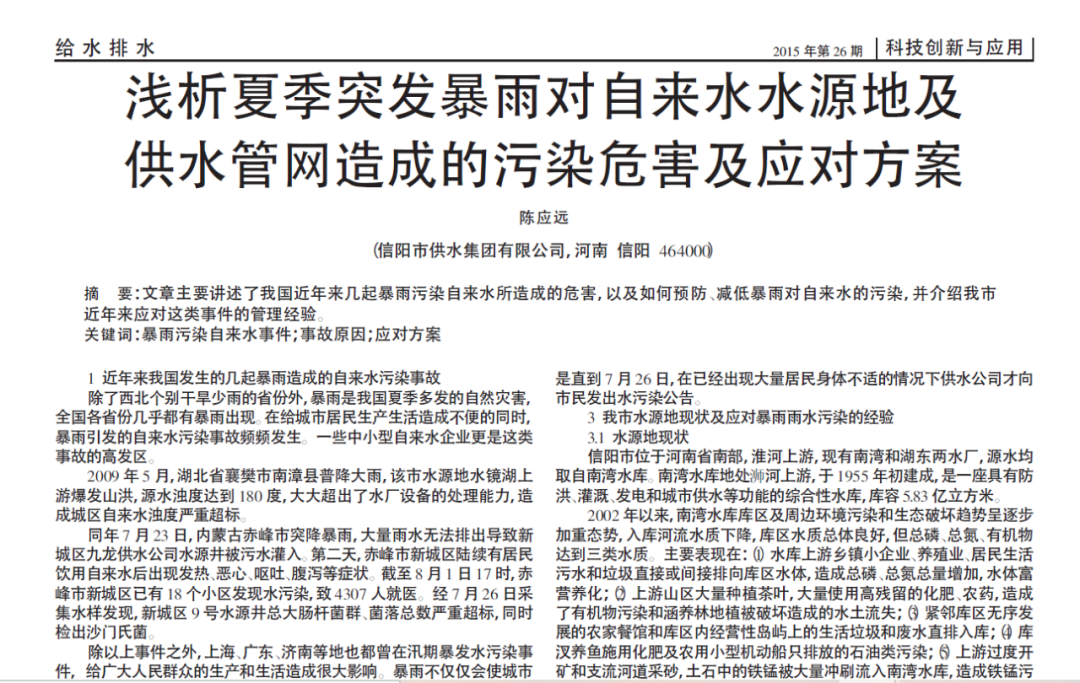 给水排水
2015 年第 26 期
科技创新与应用
浅析夏季突发暴雨对自来水水源地及
供水管网造成的污染危害及应对方案
陈应远
(信阳市供水集团有限公司,河南 信阳 464000)
摘 要:文章主要讲述了我国近年来几起暴雨污染自来水所造成的危害,以及如何预防、减低暴雨对自来水的污染,并介绍我市
近年来应对这类事件的管理经验。
关键词:暴雨污染自来水事件;事故原因;应对方案
1 近年来我国发生的几起暴雨造成的自来水污染事故
除了西北个别干旱少雨的省份外,暴雨是我国夏季多发的自然灾害,
全国各省份几乎都有暴雨出现。在给城市居民生产生活造成不便的同时,
暴雨引发的自来水污染事故频频发生。一些中小型自来水企业更是这类
事故的高发区。
2009 年 5 月,湖北省襄樊市南漳县普降大雨,该市水源地水镜湖上
游爆发山洪,源水浊度达到 180 度,大大超出了水厂设备的处理能力,造
成城区自来水浊度严重超标。
同年 7 月 23 日,内蒙古赤峰市突降暴雨,大量雨水无法排出导致新
城区九龙供水公司水源井被污水灌入。第二天,赤峰市新城区陆续有居民
饮用自来水后出现发热、恶心、呕吐、腹泻等症状。截至 8 月 1 日 17 时,赤
峰市新城区已有 18 个小区发现水污染,致 4307 人就医。经 7 月 26 日采
集水样发现,新城区 9 号水源井总大肠杆菌群、菌落总数严重超标,同时
检出沙门氏菌。
除以上事件之外,上海、广东、济南等地也都曾在汛期暴发水污染事
件，给广大人民群众的生产和生活造成很大影响。暴雨不仅仅会使城市
是直到 7 月 26 日,在已经出现大量居民身体不适的情况下供水公司才向
市民发出水污染公告。
3 我市水源地现状及应对暴雨雨水污染的经验
3.1 水源地现状
信阳市位于河南省南部,淮河上游,现有南湾和湖东两水厂,源水均
取自南湾水库。南湾水库地处浉河上游,于 1955 年初建成,是一座具有防
洪、灌溉、发电和城市供水等功能的综合性水库,库容 5.83 亿立方米。
2002 年以来,南湾水库库区及周边环境污染和生态破坏趋势呈逐步
加重态势,入库河流水质下降,库区水质总体良好,但总磷、总氮、有机物
达到三类水质。主要表现在:(1) 水库上游乡镇小企业、养殖业、居民生活
污水和垃圾直接或间接排向库区水体,造成总磷、总氮总量增加,水体富
营养化;(2) 上游山区大量种植茶叶,大量使用高残留的化肥、农药,造成
了有机物污染和涵养林地植被破坏造成的水土流失;(3) 紧邻库区无序发
展的农家餐馆和库区内经营性岛屿上的生活垃圾和废水直排入库;(4) 库
汊养鱼施用化肥及农用小型机动船只排放的石油类污染;(5) 上游过度开
矿和支流河道采砂,土石中的铁锰被大量冲刷流入南湾水库,造成铁锰污